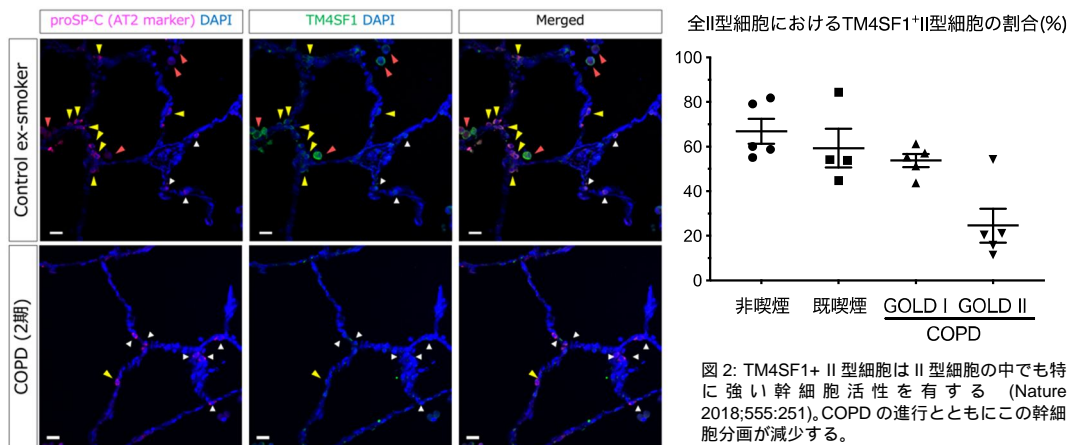 proSP-C (AT2 marker) DAPI
TM4SF1 DAPI
Merged
Control ex-smoker
COPD (2期)
全II型細胞におけるTM4SF1⁺II型細胞の割合(%)
100
80
60
40
20
0
非喫煙 既喫煙 GOLD I GOLD II
COPD
図 2: TM4SF1+ II 型細胞は II 型細胞の中でも特
に強い幹細胞活性を有する (Nature
2018;555:251)。COPD の進行とともにこの幹細
胞分画が減少する。